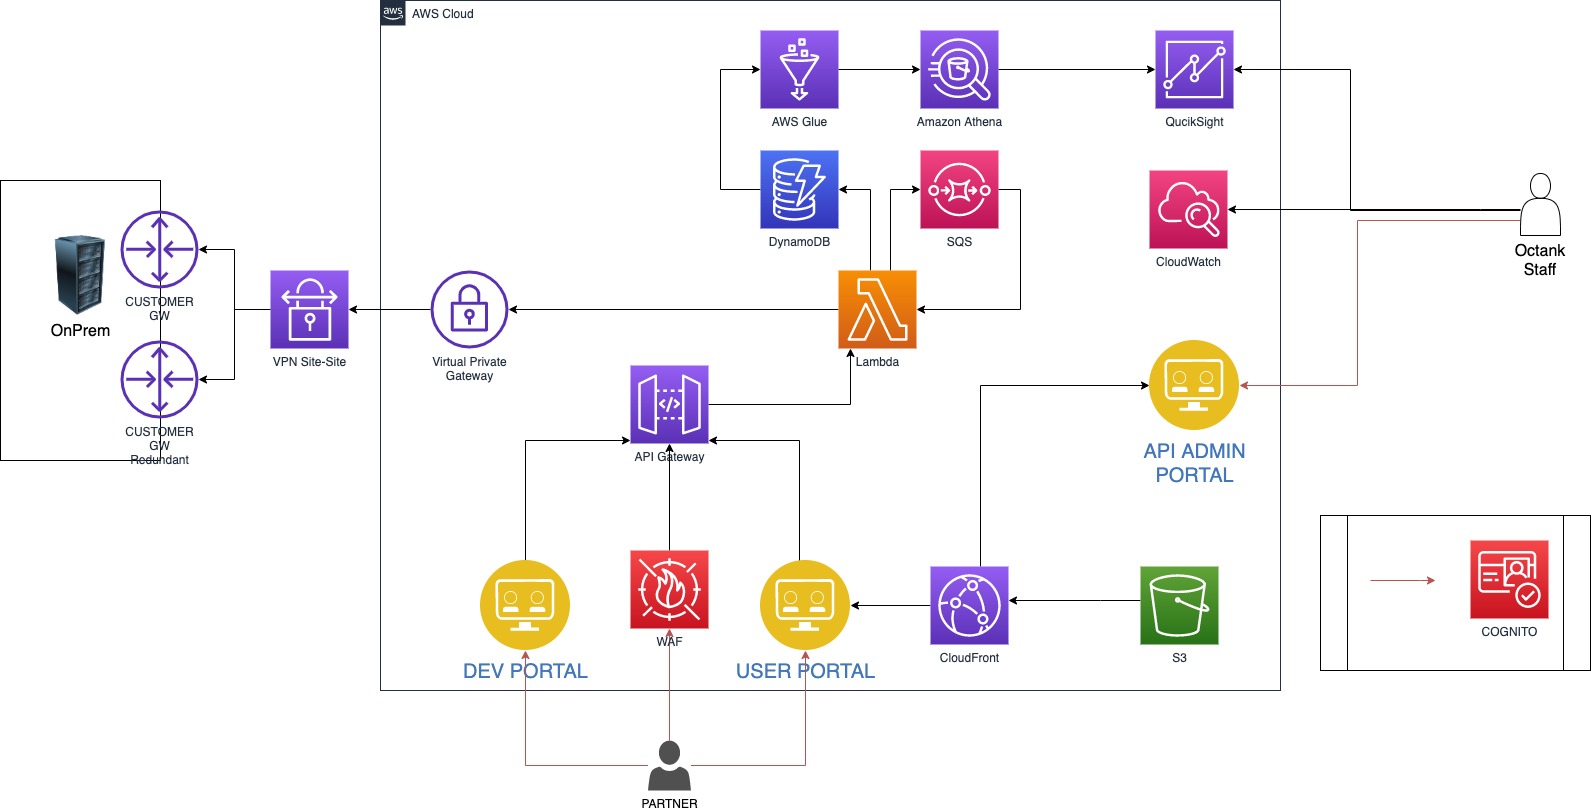 aws
AWS Cloud
AWS Glue
Amazon Athena
QucikSight
DynamoDB
SQS
CloudWatch
Octank
Staff
OnPrem
CUSTOMER
GW
VPN Site-Site
Virtual Private
Gateway
Lambda
CUSTOMER
GW
Redundant
</>
API Gateway
API ADMIN
PORTAL
DEV PORTAL
WAF
USER PORTAL
CloudFront
S3
COGNITO
PARTNER